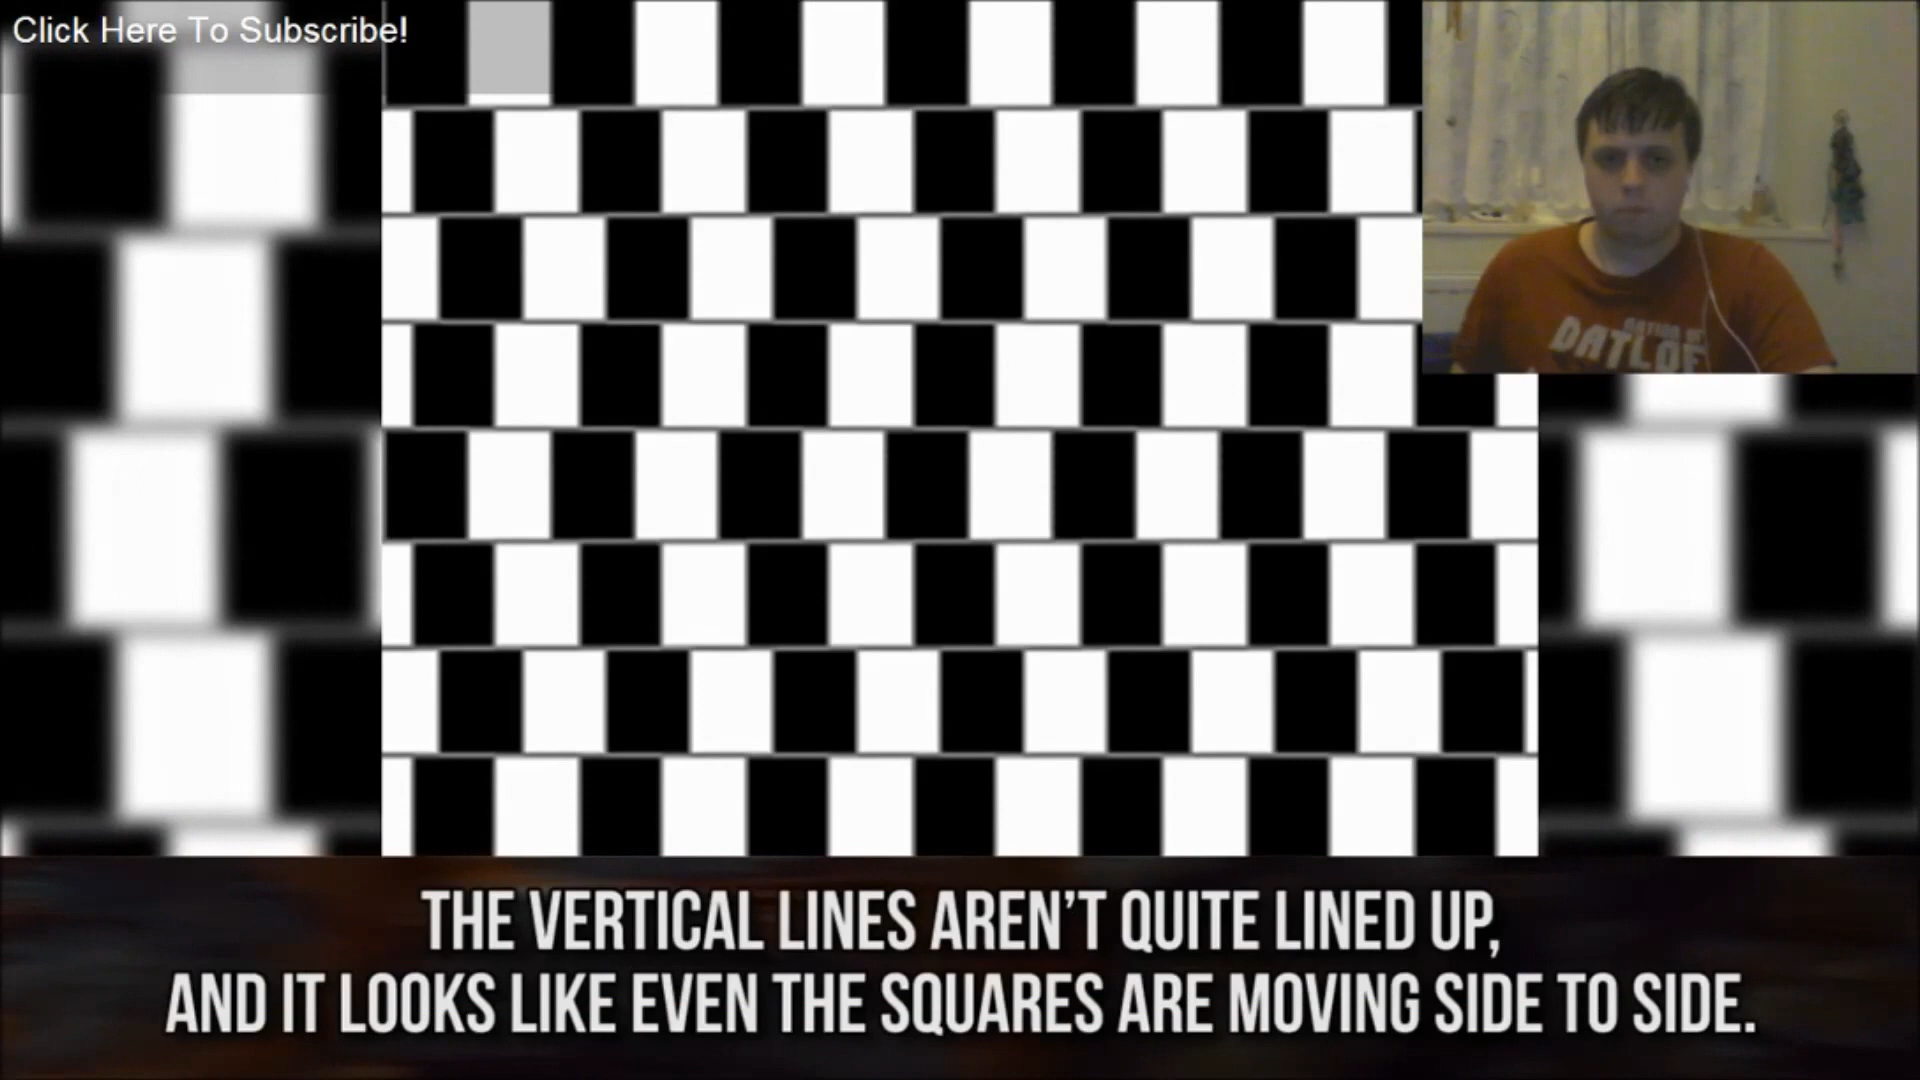 Click Here To Subscribe!
DATLOF
THE VERTICAL LINES AREN'T QUITE LINED UP,
AND IT LOOKS LIKE EVEN THE SQUARES ARE MOVING SIDE TO SIDE.